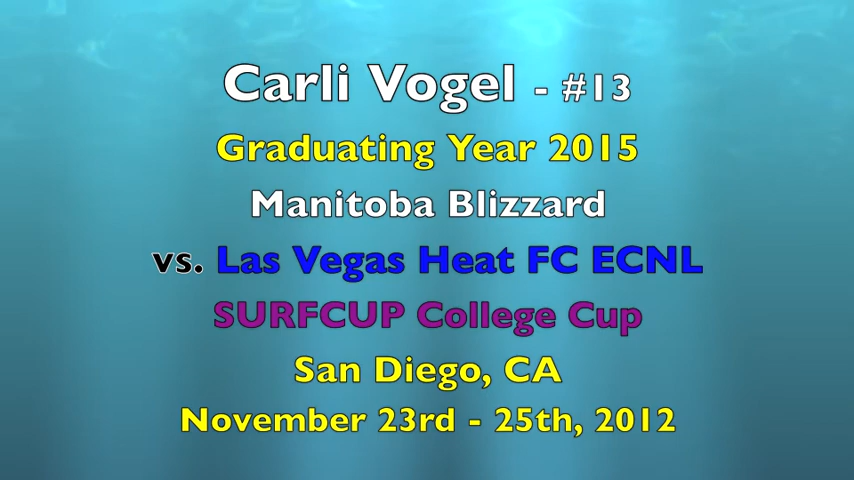 Carli Vogel - #13
Graduating Year 2015
Manitoba Blizzard
vs. Las Vegas Heat FC ECNL
SURFCUP College Cup
San Diego, CA
November 23rd - 25th, 2012